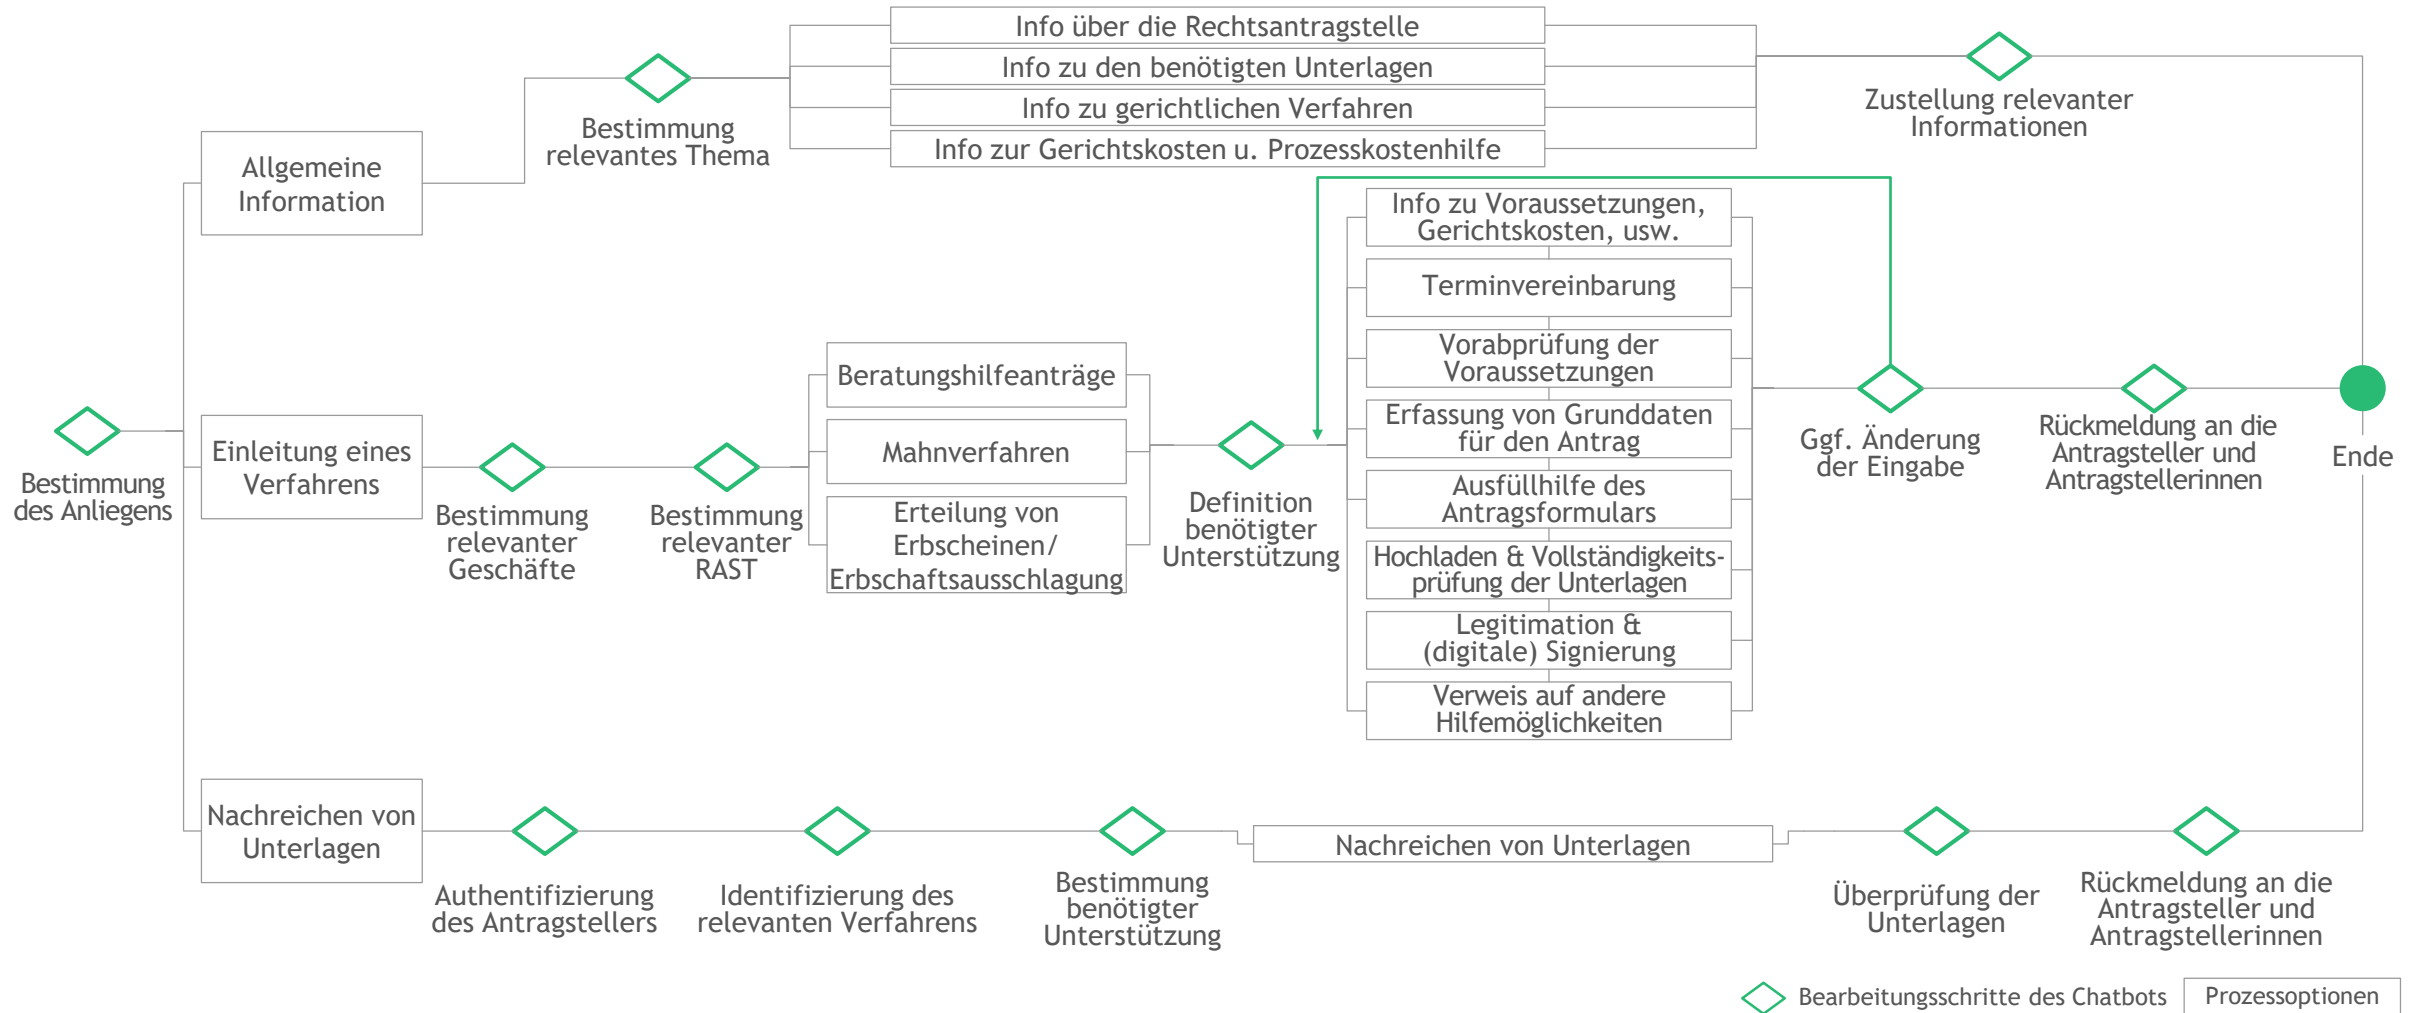 Info über die Rechtsantragstelle
Info zu den benötigten Unterlagen
Info zu gerichtlichen Verfahren
Info zur Gerichtskosten u. Prozesskostenhilfe
Bestimmung
relevantes Thema
Zustellung relevanter
Informationen
Allgemeine
Information
Bestimmung
des Anliegens
Einleitung eines
Verfahrens
Bestimmung
relevanter
Geschäfte
Bestimmung
relevanter
RAST
Beratungshilfeanträge
Mahnverfahren
Erteilung von
Erbscheinen/
Erbschaftsausschlagung
Definition
benötigter
Unterstützung
Info zu Voraussetzungen,
Gerichtskosten, usw.
Terminvereinbarung
Vorabprüfung der
Voraussetzungen
Erfassung von Grunddaten
für den Antrag
Ausfüllhilfe des
Antragsformulars
Hochladen & Vollständigkeits-
prüfung der Unterlagen
Legitimation &
(digitale) Signierung
Verweis auf andere
Hilfemöglichkeiten
Ggf. Änderung
der Eingabe
Rückmeldung an die
Antragsteller und
Antragstellerinnen
Ende
Nachreichen von
Unterlagen
Authentifizierung
des Antragstellers
Identifizierung des
relevanten Verfahrens
Bestimmung
benötigter
Unterstützung
Nachreichen von Unterlagen
Überprüfung der
Unterlagen
Rückmeldung an die
Antragsteller und
Antragstellerinnen
Bearbeitungsschritte des Chatbots
Prozessoptionen